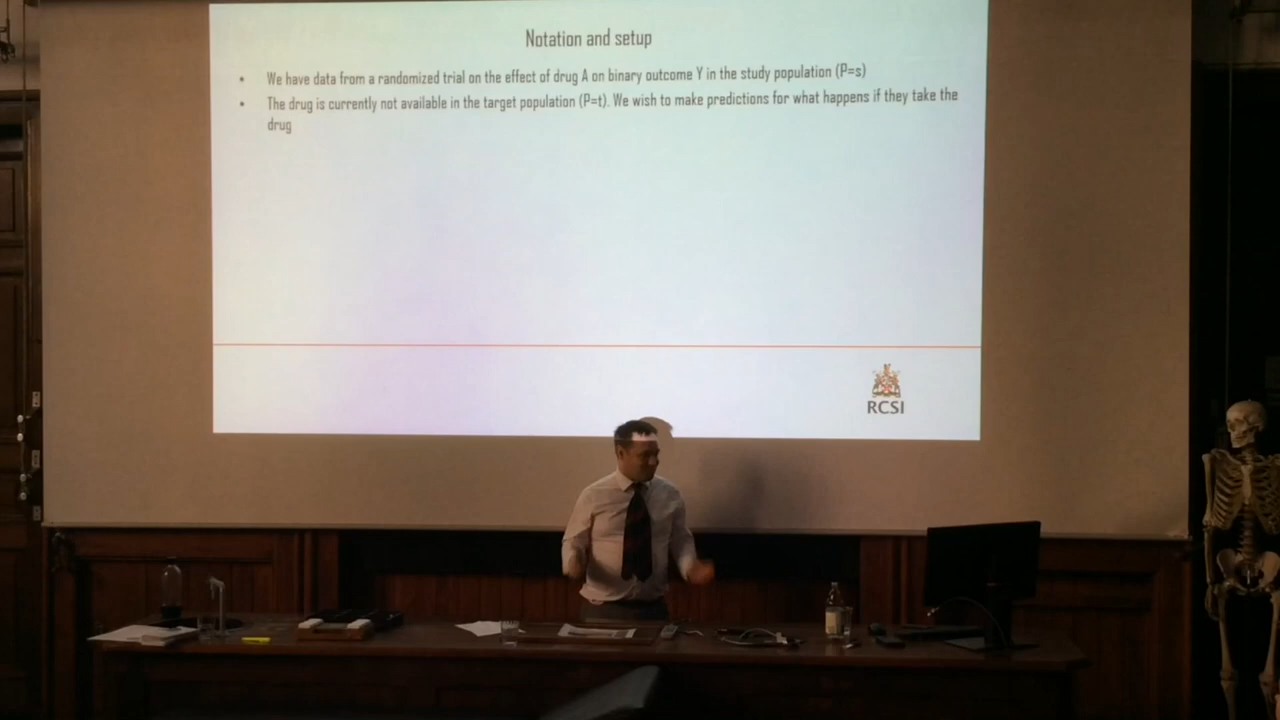 Notation and setup
• We have data from a randomized trial on the effect of drug A on binary outcome Y in the study population (P=s)
• The drug is currently not available in the target population (P=t). We wish to make predictions for what happens if they take the
drug
RCSI